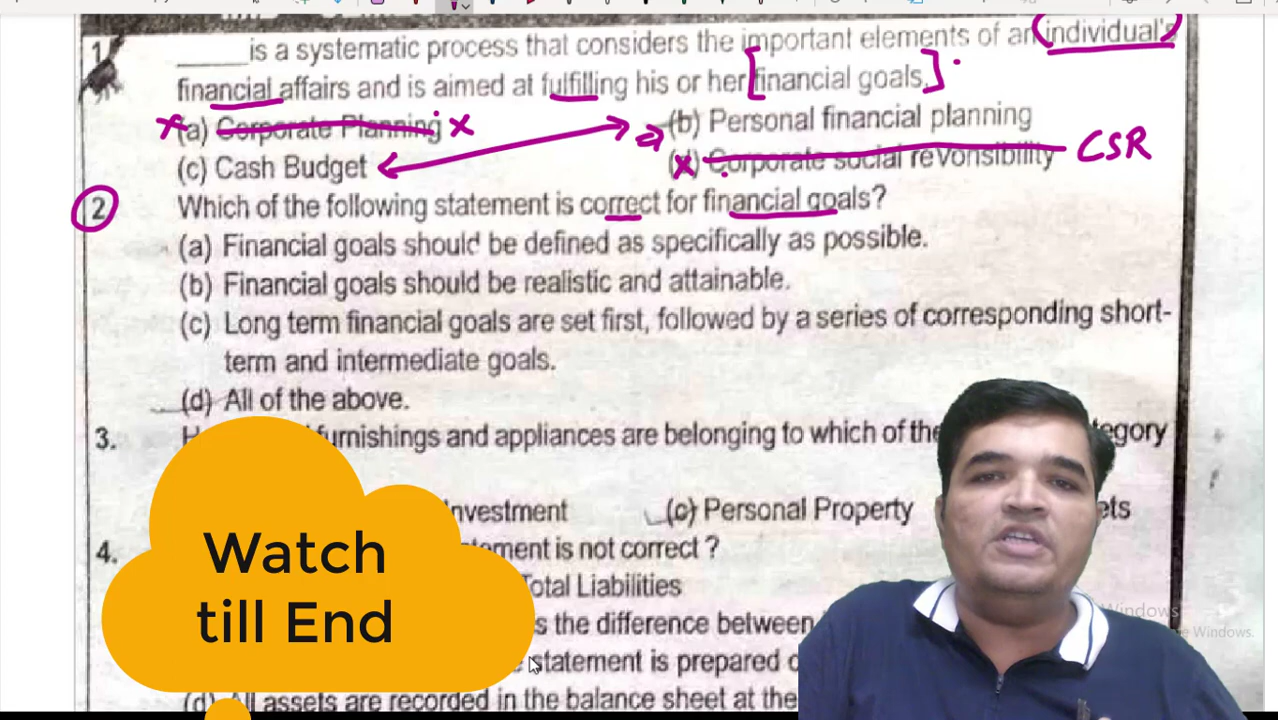 1. _____ is a systematic process that considers the important elements of an individual's
financial affairs and is aimed at fulfilling his or her financial goals.
x (a) Corporate Planning x
(b) Personal financial planning
(c) Cash Budget
x (d) Corporate social revonsibility CSR
2 Which of the following statement is correct for financial goals?
(a) Financial goals should be defined as specifically as possible.
(b) Financial goals should be realistic and attainable.
(c) Long term financial goals are set first, followed by a series of corresponding short-
term and intermediate goals.
(d) All of the above.
3. furnishings and appliances are belonging to which of the
(c) Personal Property
4. is not correct ?
Total Liabilities
is the difference between
statement is prepared
(d) All assets are recorded in the balance sheet at the
Watch
till End
Windows
Windows.